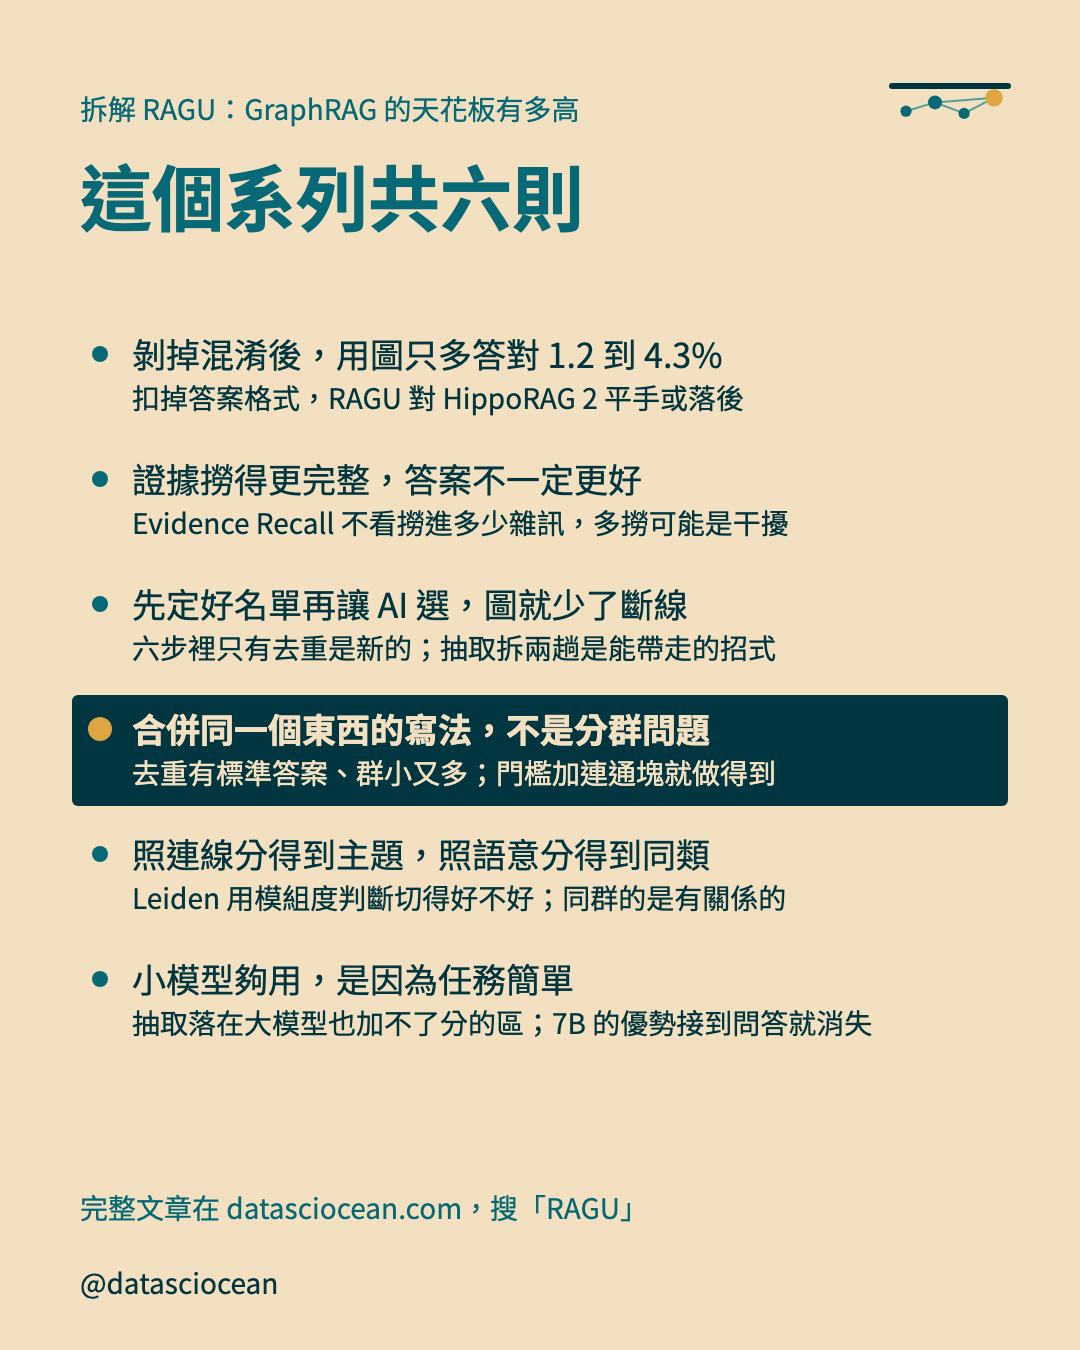 拆解 RAGU：GraphRAG 的天花板有多高
這個系列共六則
剝掉混淆後，用圖只多答對 1.2 到 4.3%
扣掉答案格式，RAGU 對 HippoRAG 2 平手或落後
證據撈得更完整，答案不一定更好
Evidence Recall 不看撈進多少雜訊，多撈可能是干擾
先定好名單再讓 AI 選，圖就少了斷線
六步裡只有去重是新的；抽取拆兩趟是能帶走的招式
合併同一個東西的寫法，不是分群問題
去重有標準答案、群小又多；門檻加連通塊就做得到
照連線分得到主題，照語意分得到同類
Leiden 用模組度判斷切得好不好；同群的是有關係的
小模型夠用，是因為任務簡單
抽取落在大模型也加不了分的區；7B 的優勢接到問答就消失
完整文章在 datasciocean.com，搜「RAGU」
@datasciocean